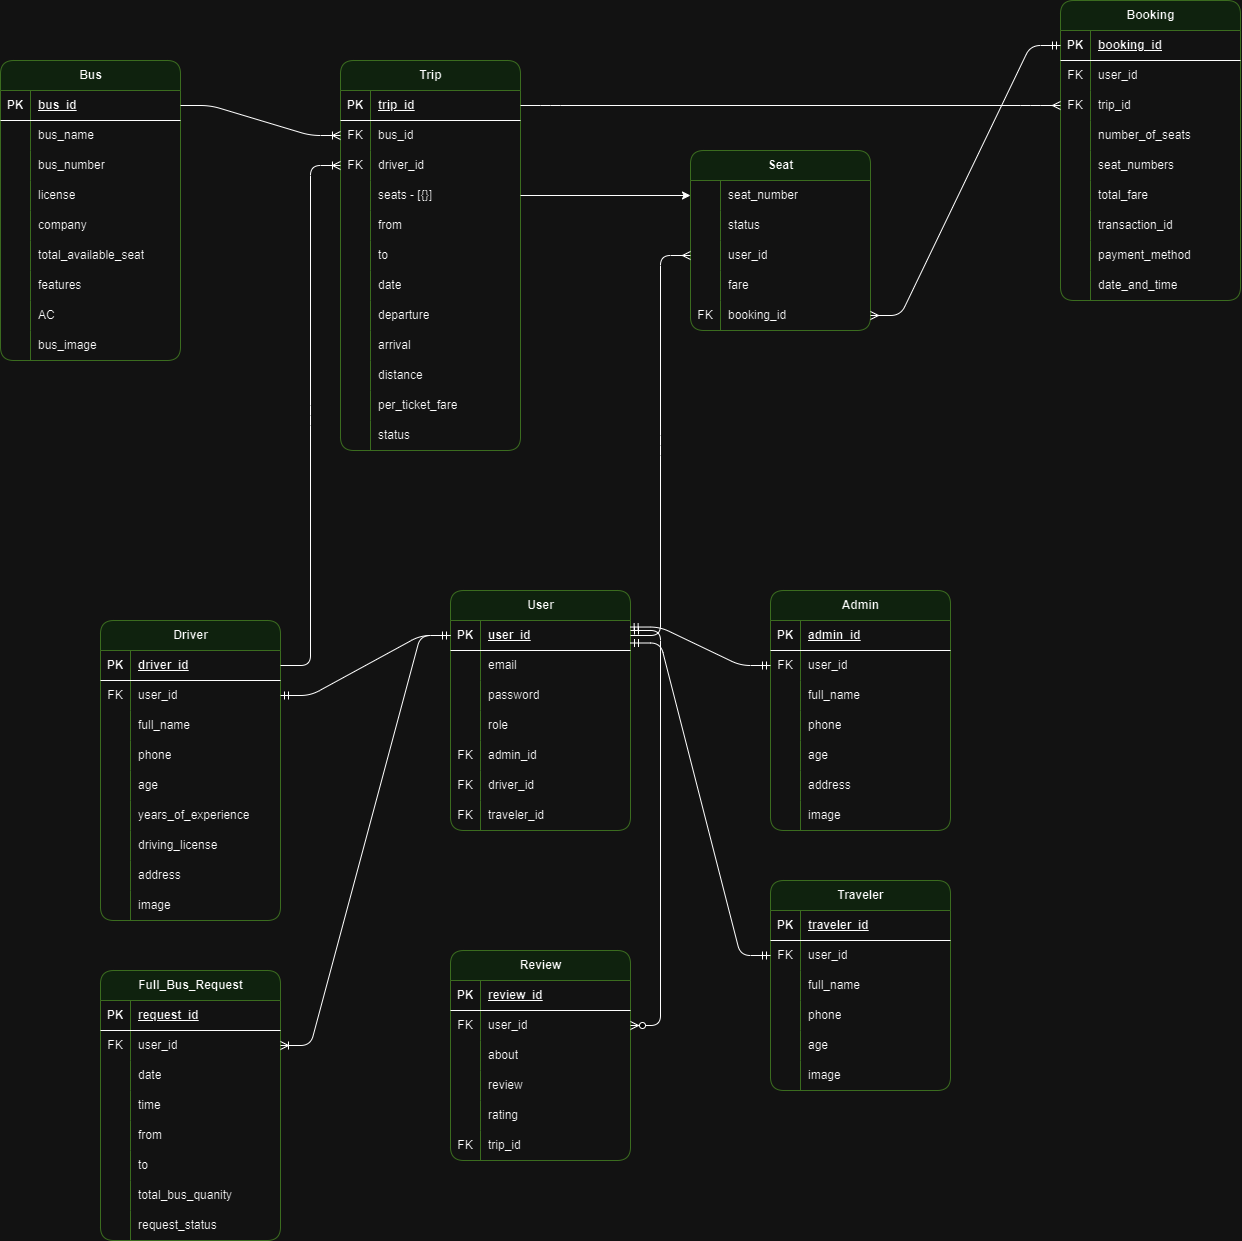 Booking
PK booking_id
FK user_id
FK trip_id
number_of_seats
seat_numbers
total_fare
transaction_id
payment_method
date_and_time
Bus
PK bus_id
bus_name
bus_number
license
company
total_available_seat
features
AC
bus_image
Trip
PK trip_id
FK bus_id
FK driver_id
seats - [{}]
from
to
date
departure
arrival
distance
per_ticket_fare
status
Seat
seat_number
status
user_id
fare
FK booking_id
Driver
PK driver_id
FK user_id
full_name
phone
age
years_of_experience
driving_license
address
image
User
PK user_id
email
password
role
FK admin_id
FK driver_id
FK traveler_id
Admin
PK admin_id
FK user_id
full_name
phone
age
address
image
Traveler
PK traveler_id
FK user_id
full_name
phone
age
image
Full_Bus_Request
PK request_id
FK user_id
date
time
from
to
total_bus_quanity
request_status
Review
PK review_id
FK user_id
about
review
rating
FK trip_id